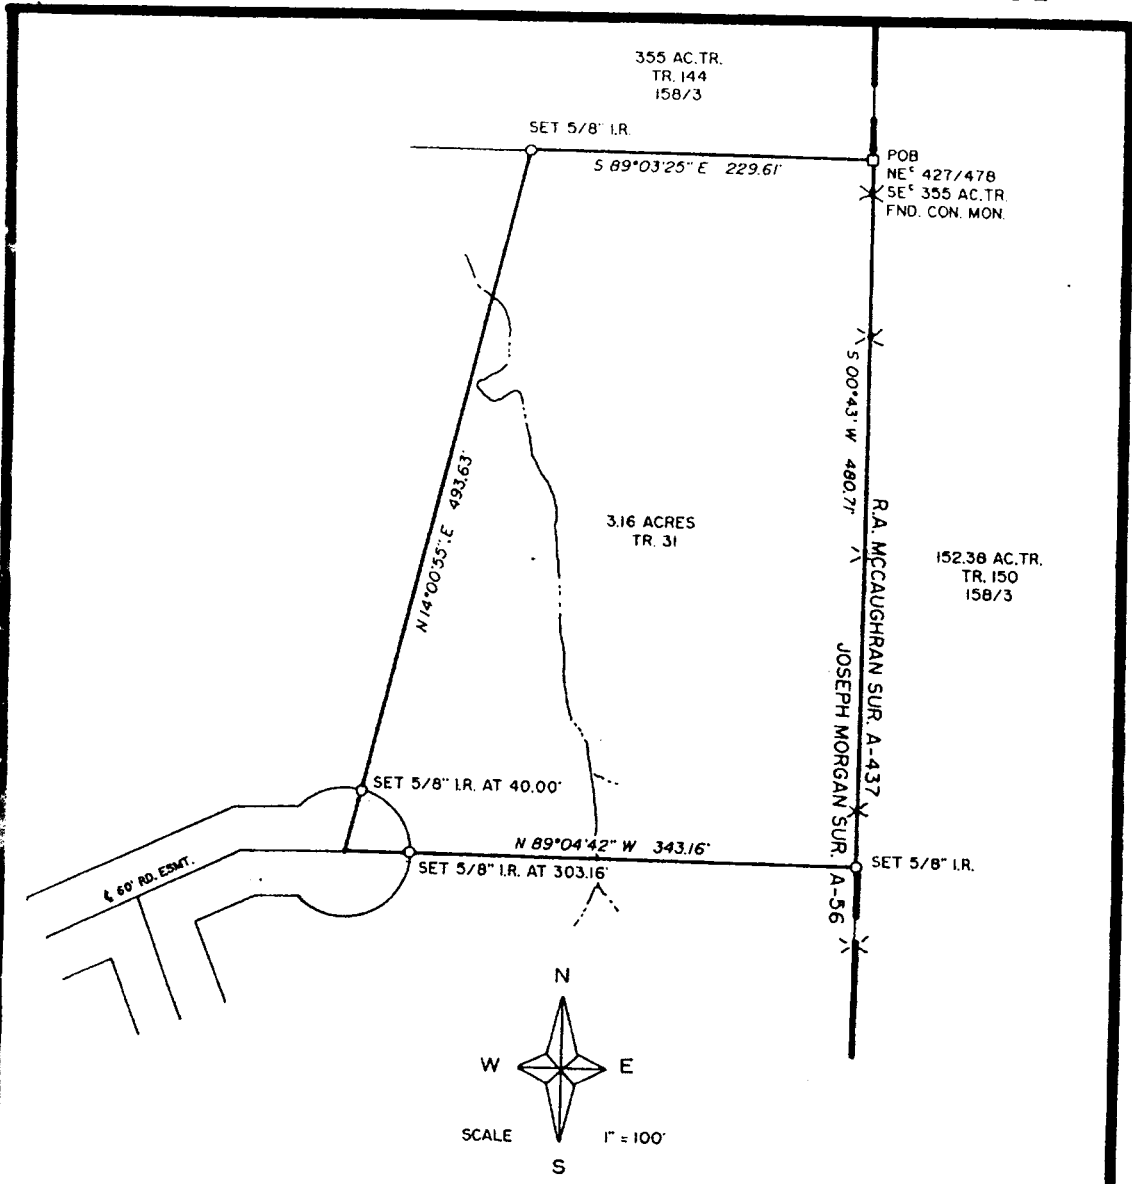 355 AC.TR.
TR. 144
158/3
SET 5/8" I.R.
S 89°03'25" E 229.61'
POB
NEᶜ 427/478
SEᶜ 355 AC.TR.
FND. CON. MON.
S 00°43' W 480.71'
N 14°00'55" E 493.63'
3.16 ACRES
TR. 31
R.A. MCCAUGHRAN SUR. A-437
JOSEPH MORGAN SUR. A-56
152.38 AC.TR.
TR. 150
158/3
SET 5/8" I.R. AT 40.00'
N 89°04'42" W 343.16'
SET 5/8" I.R. AT 303.16'
SET 5/8" I.R.
℄ 60' RD. ESMT.
N
W E
SCALE 1" = 100'
S